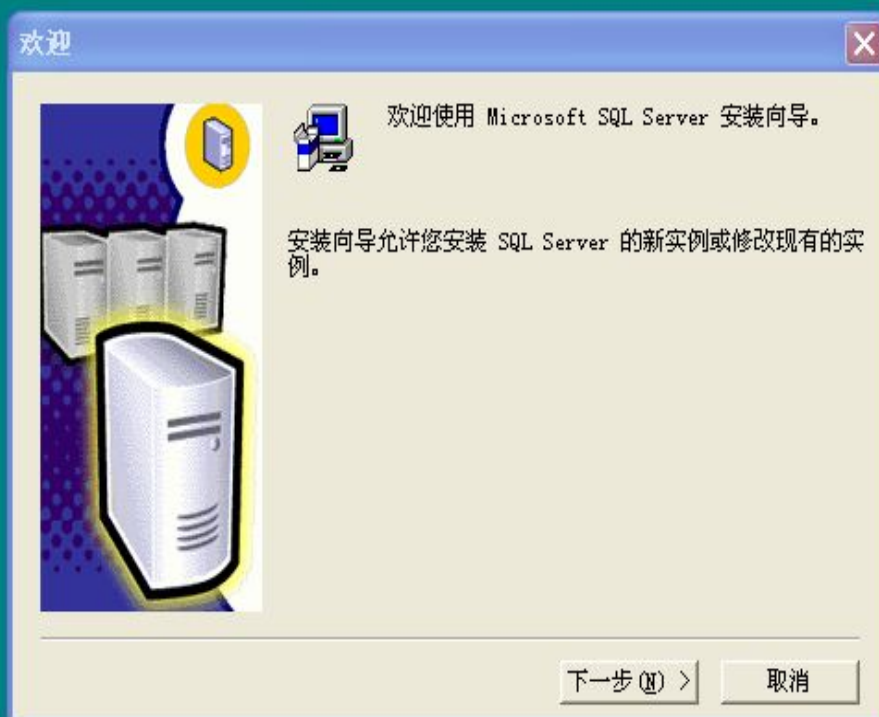 欢迎
欢迎使用 Microsoft SQL Server 安装向导。
安装向导允许您安装 SQL Server 的新实例或修改现有的实
例。
下一步(N) >
取消